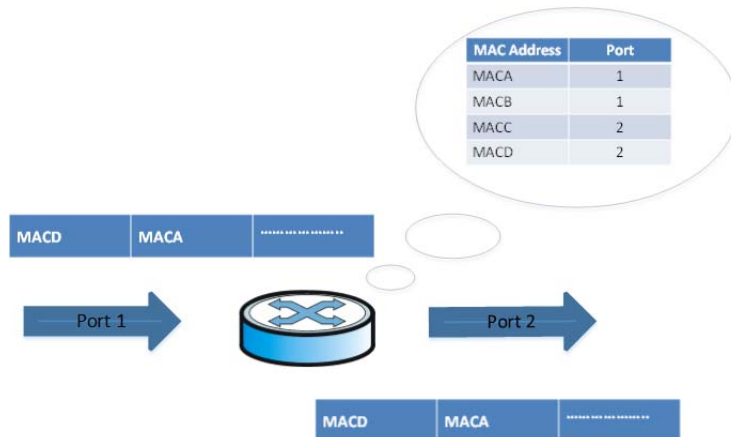 MAC Address Port
MACA 1
MACB 1
MACC 2
MACD 2
MACD MACA ....................
Port 1
Port 2
MACD MACA ....................